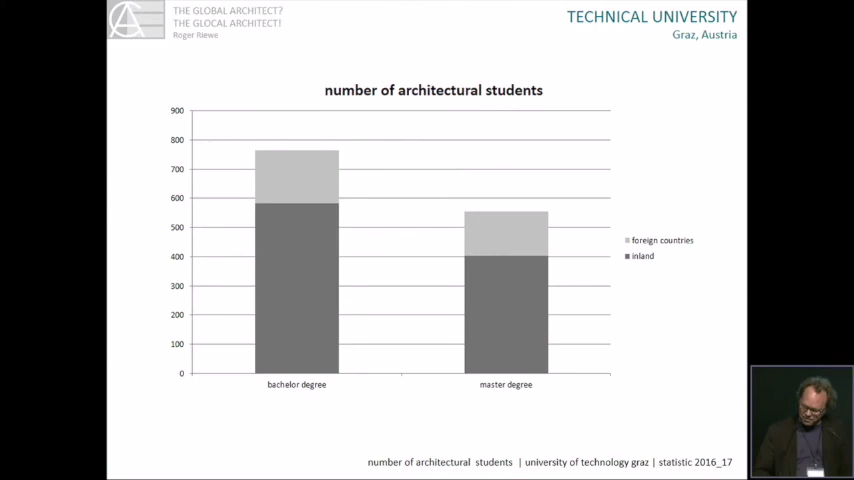 THE GLOBAL ARCHITECT?
THE GLOCAL ARCHITECT!
Roger Riewe
TECHNICAL UNIVERSITY
Graz, Austria
number of architectural students
900
800
700
600
500
400
300
200
100
0
bachelor degree
master degree
foreign countries
inland
number of architectural students | university of technology graz | statistic 2016_17